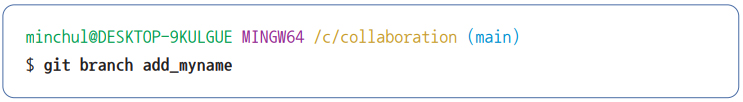 minchul@DESKTOP-9KULGUE MINGW64 /c/collaboration (main)
$ git branch add_myname